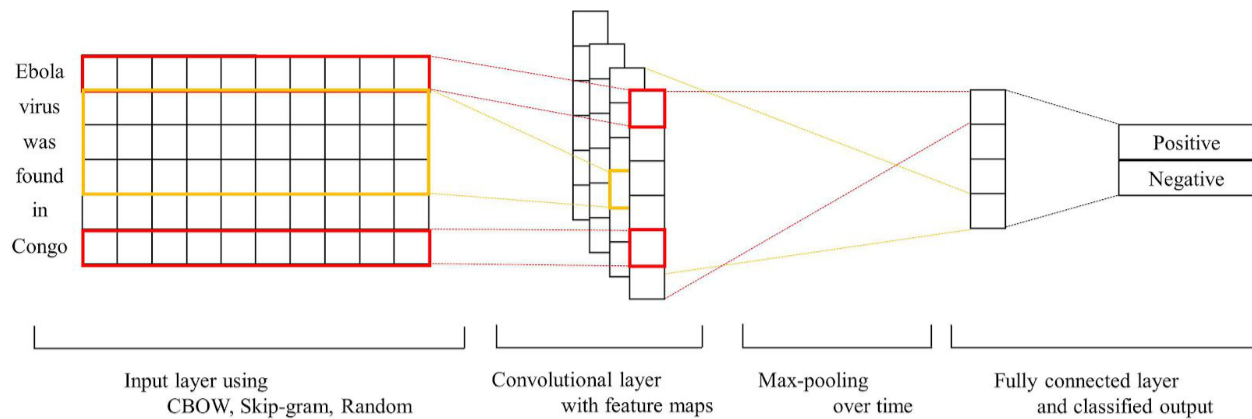 Ebola
virus
was
found
in
Congo
Positive
Negative
Input layer using
CBOW, Skip-gram, Random
Convolutional layer
with feature maps
Max-pooling
over time
Fully connected layer
and classified output